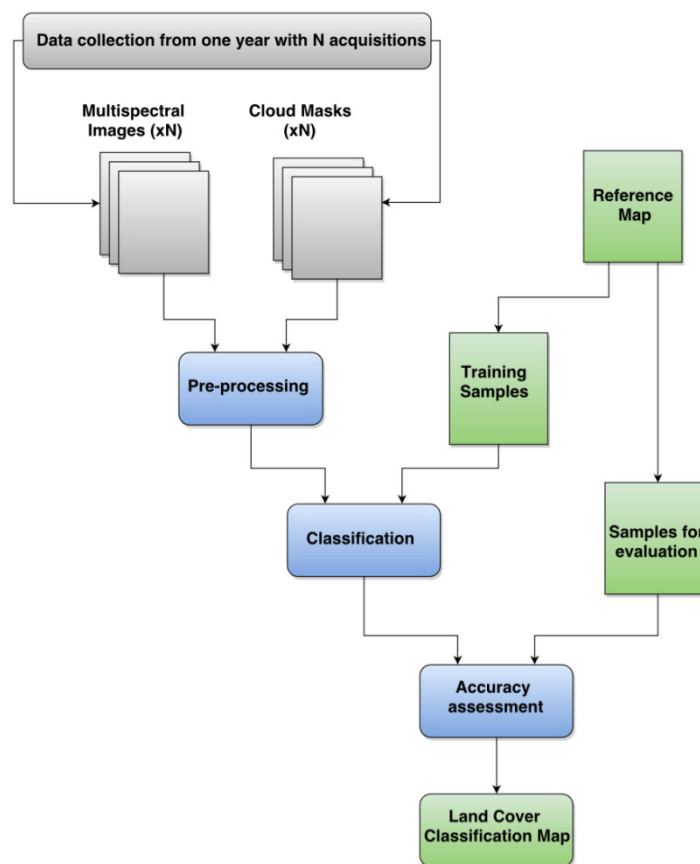 Data collection from one year with N acquisitions
Multispectral
Images (xN)
Cloud Masks
(xN)
Reference
Map
Pre-processing
Training
Samples
Classification
Samples for
evaluation
Accuracy
assessment
Land Cover
Classification Map